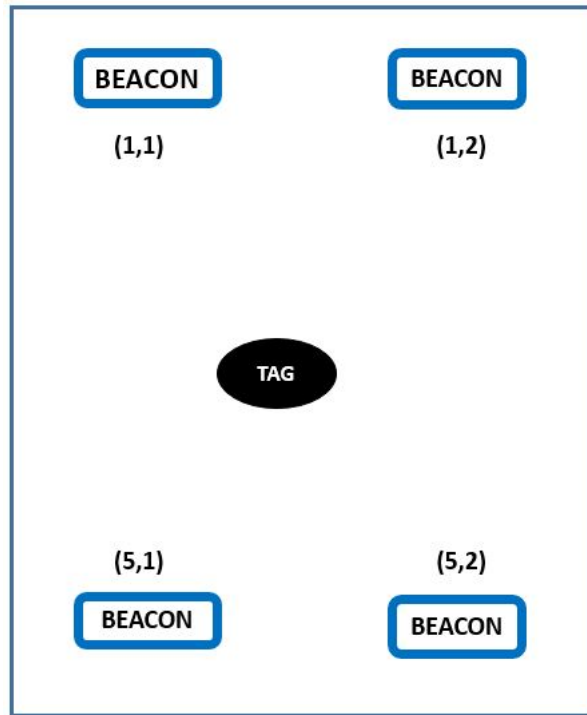 BEACON BEACON
(1,1) (1,2)
TAG
(5,1) (5,2)
BEACON BEACON